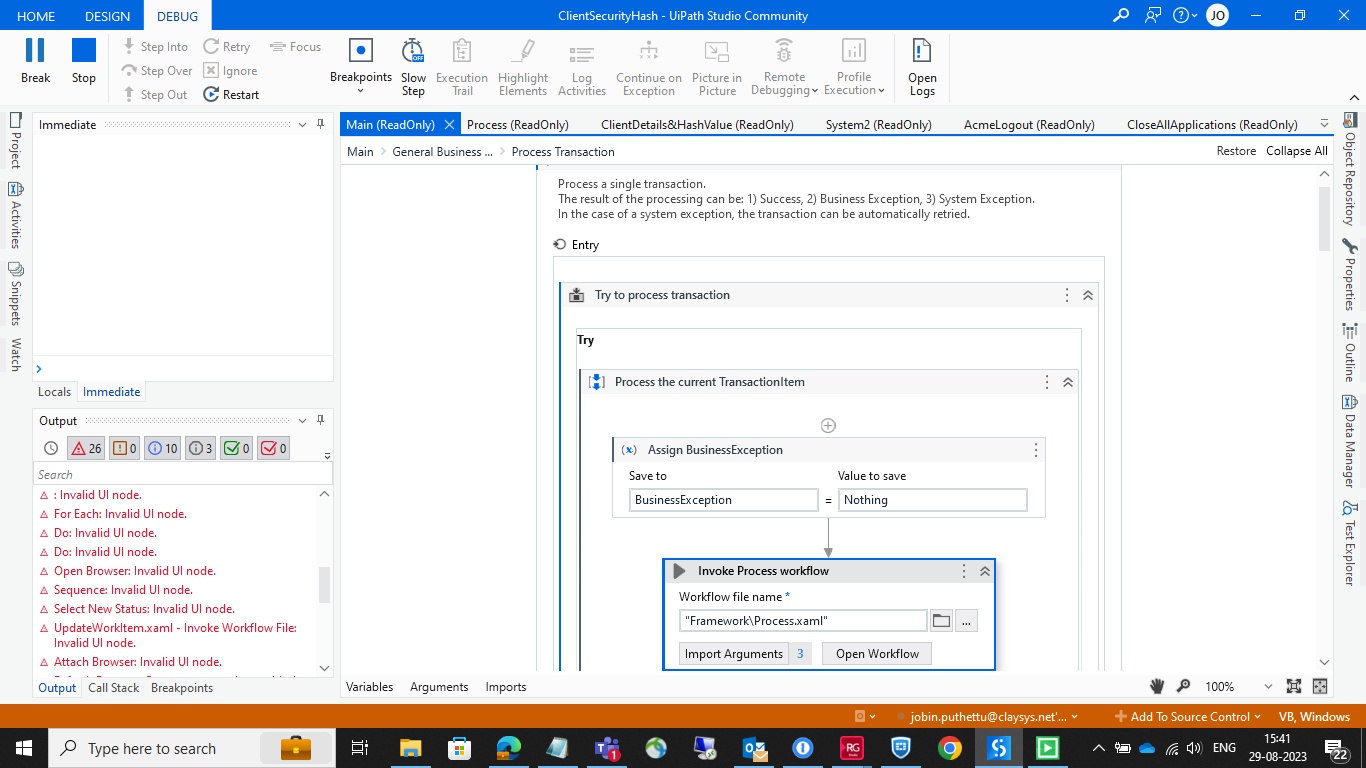 HOME DESIGN DEBUG ClientSecurityHash - UiPath Studio Community JO
Break Stop Step Into Step Over Step Out Retry Ignore Restart Focus
Breakpoints Slow Step OFF Execution Trail Highlight Elements Log Activities Continue on Exception Picture in Picture Remote Debugging Profile Execution Open Logs
Project
Activities
Snippets
Watch
Immediate
Locals Immediate
Output
26 0 10 3 0 0
Search
: Invalid UI node.
For Each: Invalid UI node.
Do: Invalid UI node.
Do: Invalid UI node.
Open Browser: Invalid UI node.
Sequence: Invalid UI node.
Select New Status: Invalid UI node.
UpdateWorkItem.xaml - Invoke Workflow File:
Invalid UI node.
Attach Browser: Invalid UI node.
Output Call Stack Breakpoints
Main (ReadOnly) Process (ReadOnly) ClientDetails&HashValue (ReadOnly) System2 (ReadOnly) AcmeLogout (ReadOnly) CloseAllApplications (ReadOnly)
Main > General Business ... > Process Transaction Restore Collapse All
Process a single transaction.
The result of the processing can be: 1) Success, 2) Business Exception, 3) System Exception.
In the case of a system exception, the transaction can be automatically retried.
Entry
Try to process transaction
Try
Process the current TransactionItem
(x) Assign BusinessException
Save to Value to save
BusinessException = Nothing
Invoke Process workflow
Workflow file name *
"Framework\Process.xaml" ...
Import Arguments 3 Open Workflow
Variables Arguments Imports 100%
Object Repository
Properties
Outline
Data Manager
Test Explorer
jobin.puthettu@claysys.net'... Add To Source Control VB, Windows
Type here to search 1 RG ENG 15:41
29-08-2023 22